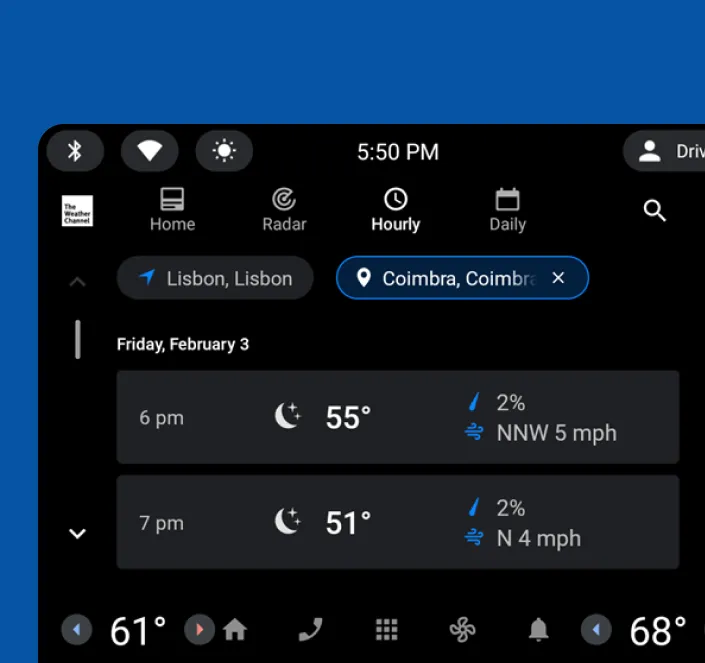 5:50 PM
Driv
The
Weather
Channel
Home
Radar
Hourly
Daily
Lisbon, Lisbon
Coimbra, Coimbra
Friday, February 3
6 pm
55°
2%
NNW 5 mph
7 pm
51°
2%
N 4 mph
61°
68°